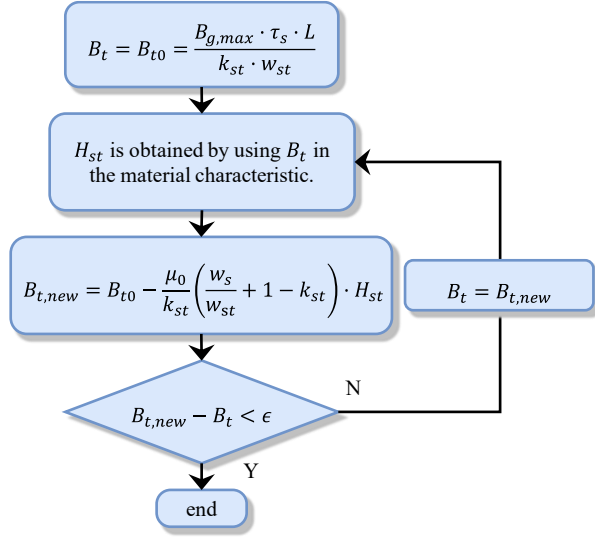 B_t = B_{t0} = \frac{B_{g,max} \cdot \tau_s \cdot L}{k_{st} \cdot w_{st}}
H_{st} is obtained by using B_t in
the material characteristic.
B_{t,new} = B_{t0} - \frac{\mu_0}{k_{st}} \left( \frac{w_s}{w_{st}} + 1 - k_{st} \right) \cdot H_{st}
B_t = B_{t,new}
B_{t,new} - B_t < \epsilon
N
Y
end